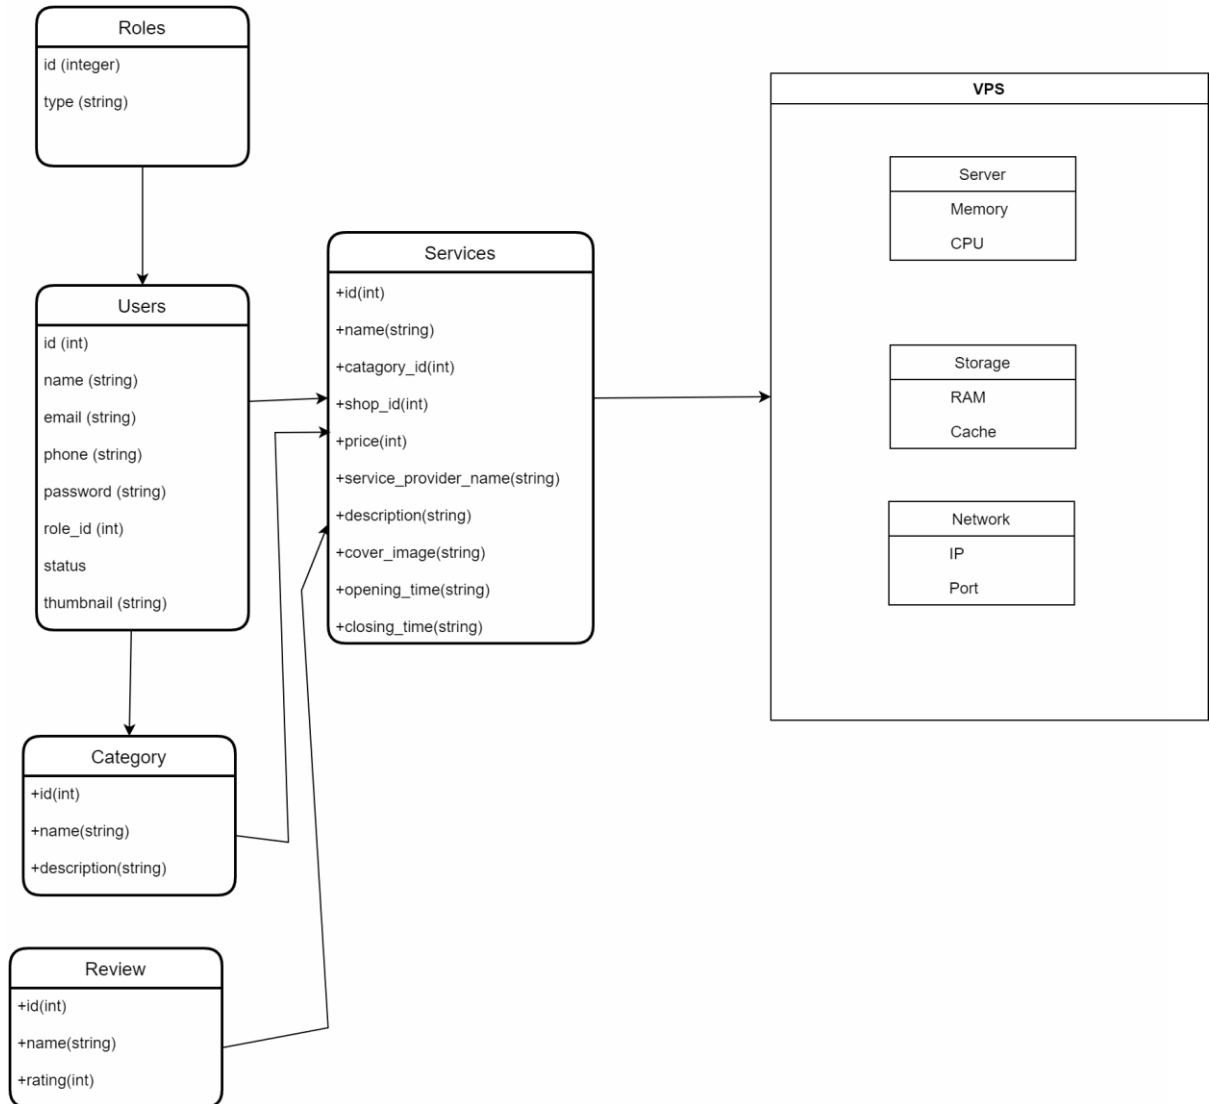 Roles
id (integer)
type (string)
Users
id (int)
name (string)
email (string)
phone (string)
password (string)
role_id (int)
status
thumbnail (string)
Category
+id(int)
+name(string)
+description(string)
Review
+id(int)
+name(string)
+rating(int)
Services
+id(int)
+name(string)
+catagory_id(int)
+shop_id(int)
+price(int)
+service_provider_name(string)
+description(string)
+cover_image(string)
+opening_time(string)
+closing_time(string)
VPS
Server
Memory
CPU
Storage
RAM
Cache
Network
IP
Port